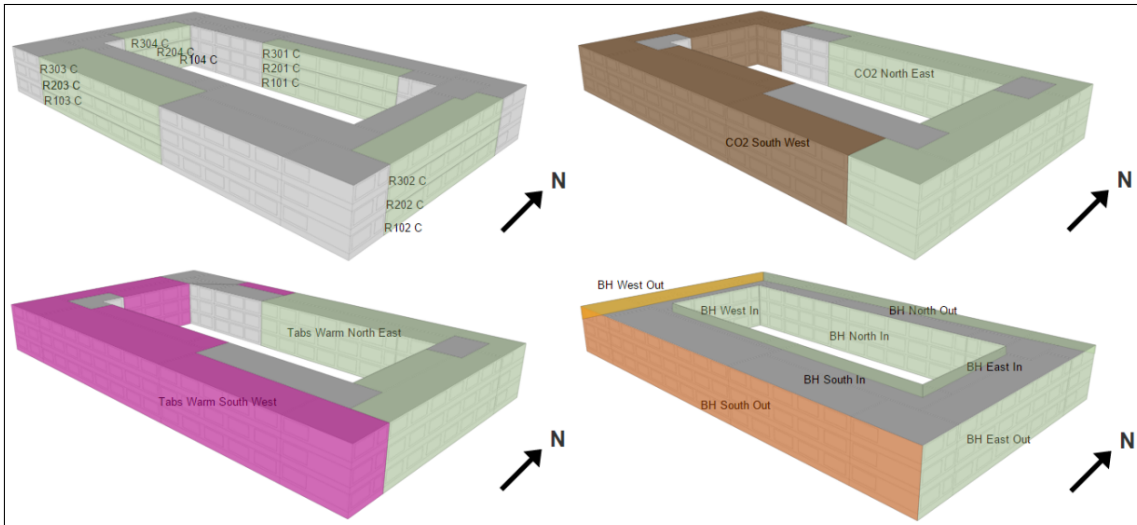 R304 C
R204 C
R104 C
R301 C
R201 C
R101 C
R303 C
R203 C
R103 C
R302 C
R202 C
R102 C
N
CO2 North East
CO2 South West
N
Tabs Warm North East
Tabs Warm South West
N
BH West Out
BH West In
BH North Out
BH North In
BH South In
BH East In
BH South Out
BH East Out
N